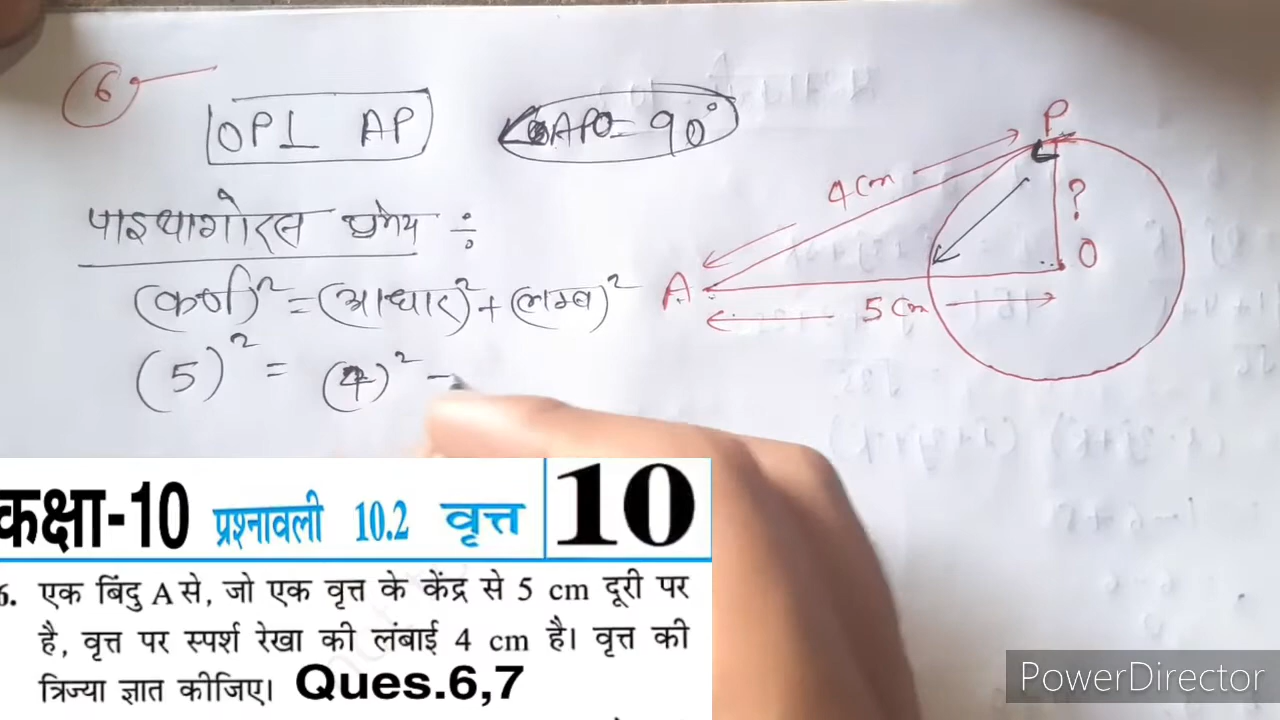 6
OP⊥ AP
∠APO = 90°
पाइथागोरस प्रमेय ÷
(कर्ण)² = (आधार)² + (लम्ब)²
(5)² = (4)² -
P
4 cm
?
O
A
5 cm
कक्षा-10 प्रश्नावली 10.2 वृत्त 10
6. एक बिंदु A से, जो एक वृत्त के केंद्र से 5 cm दूरी पर
है, वृत्त पर स्पर्श रेखा की लंबाई 4 cm है। वृत्त की
त्रिज्या ज्ञात कीजिए। Ques.6,7
PowerDirector